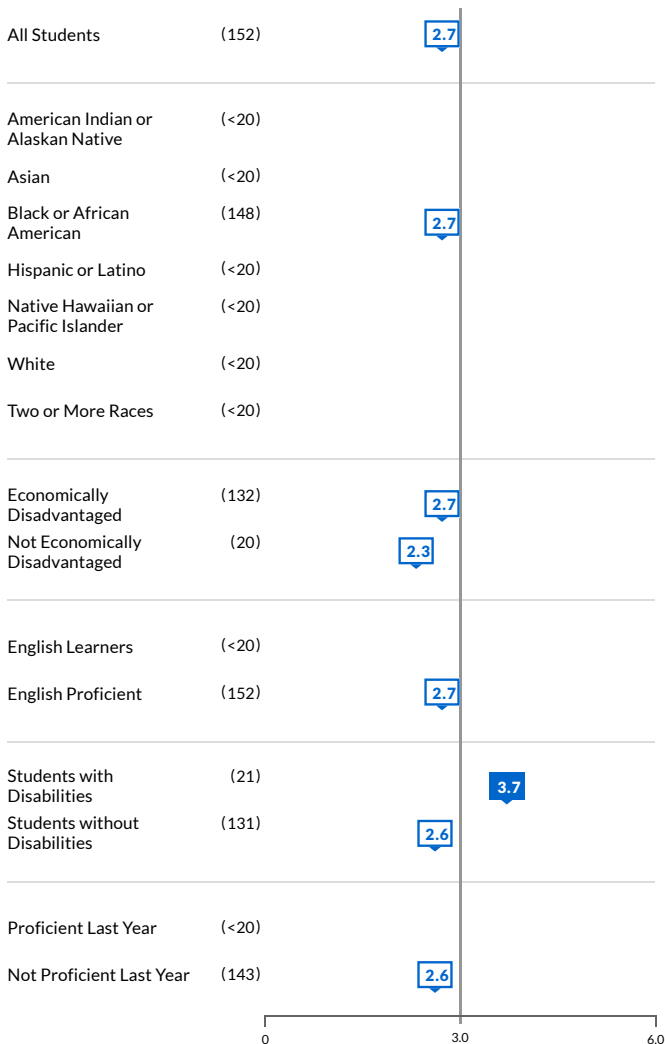 All Students (152) 2.7
American Indian or (<20)
Alaskan Native
Asian (<20)
Black or African (148) 2.7
American
Hispanic or Latino (<20)
Native Hawaiian or (<20)
Pacific Islander
White (<20)
Two or More Races (<20)
Economically (132) 2.7
Disadvantaged
Not Economically (20) 2.3
Disadvantaged
English Learners (<20)
English Proficient (152) 2.7
Students with (21) 3.7
Disabilities
Students without (131) 2.6
Disabilities
Proficient Last Year (<20)
Not Proficient Last Year (143) 2.6
0 3.0 6.0